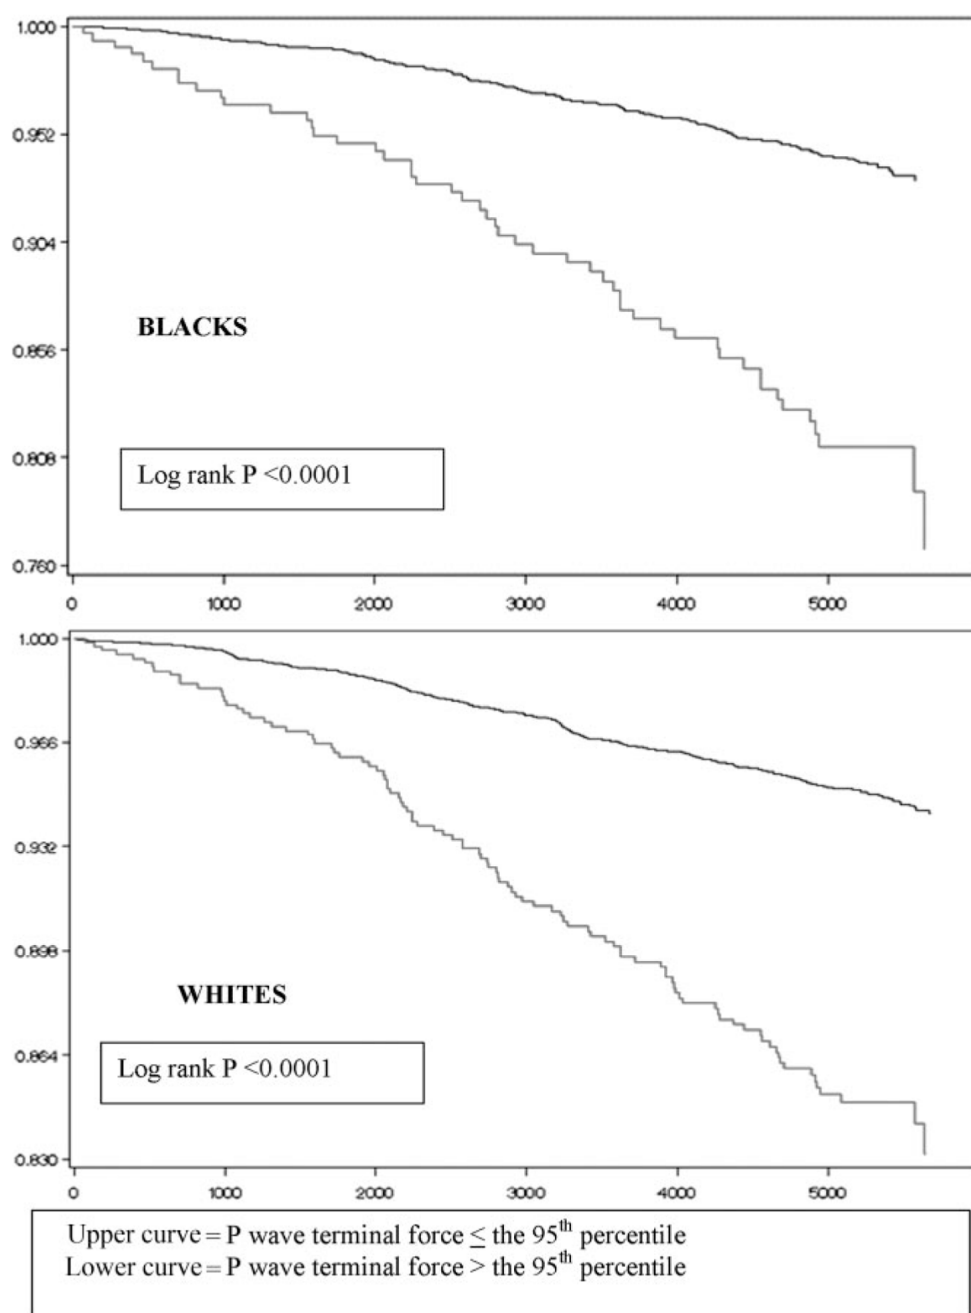 1.000
0.952
0.904
BLACKS
0.856
Log rank P <0.0001
0.808
0.760
0 1000 2000 3000 4000 5000
1.000
0.966
0.932
0.898
WHITES
Log rank P <0.0001
0.864
0.830
0 1000 2000 3000 4000 5000
Upper curve = P wave terminal force ≤ the 95th percentile
Lower curve = P wave terminal force > the 95th percentile